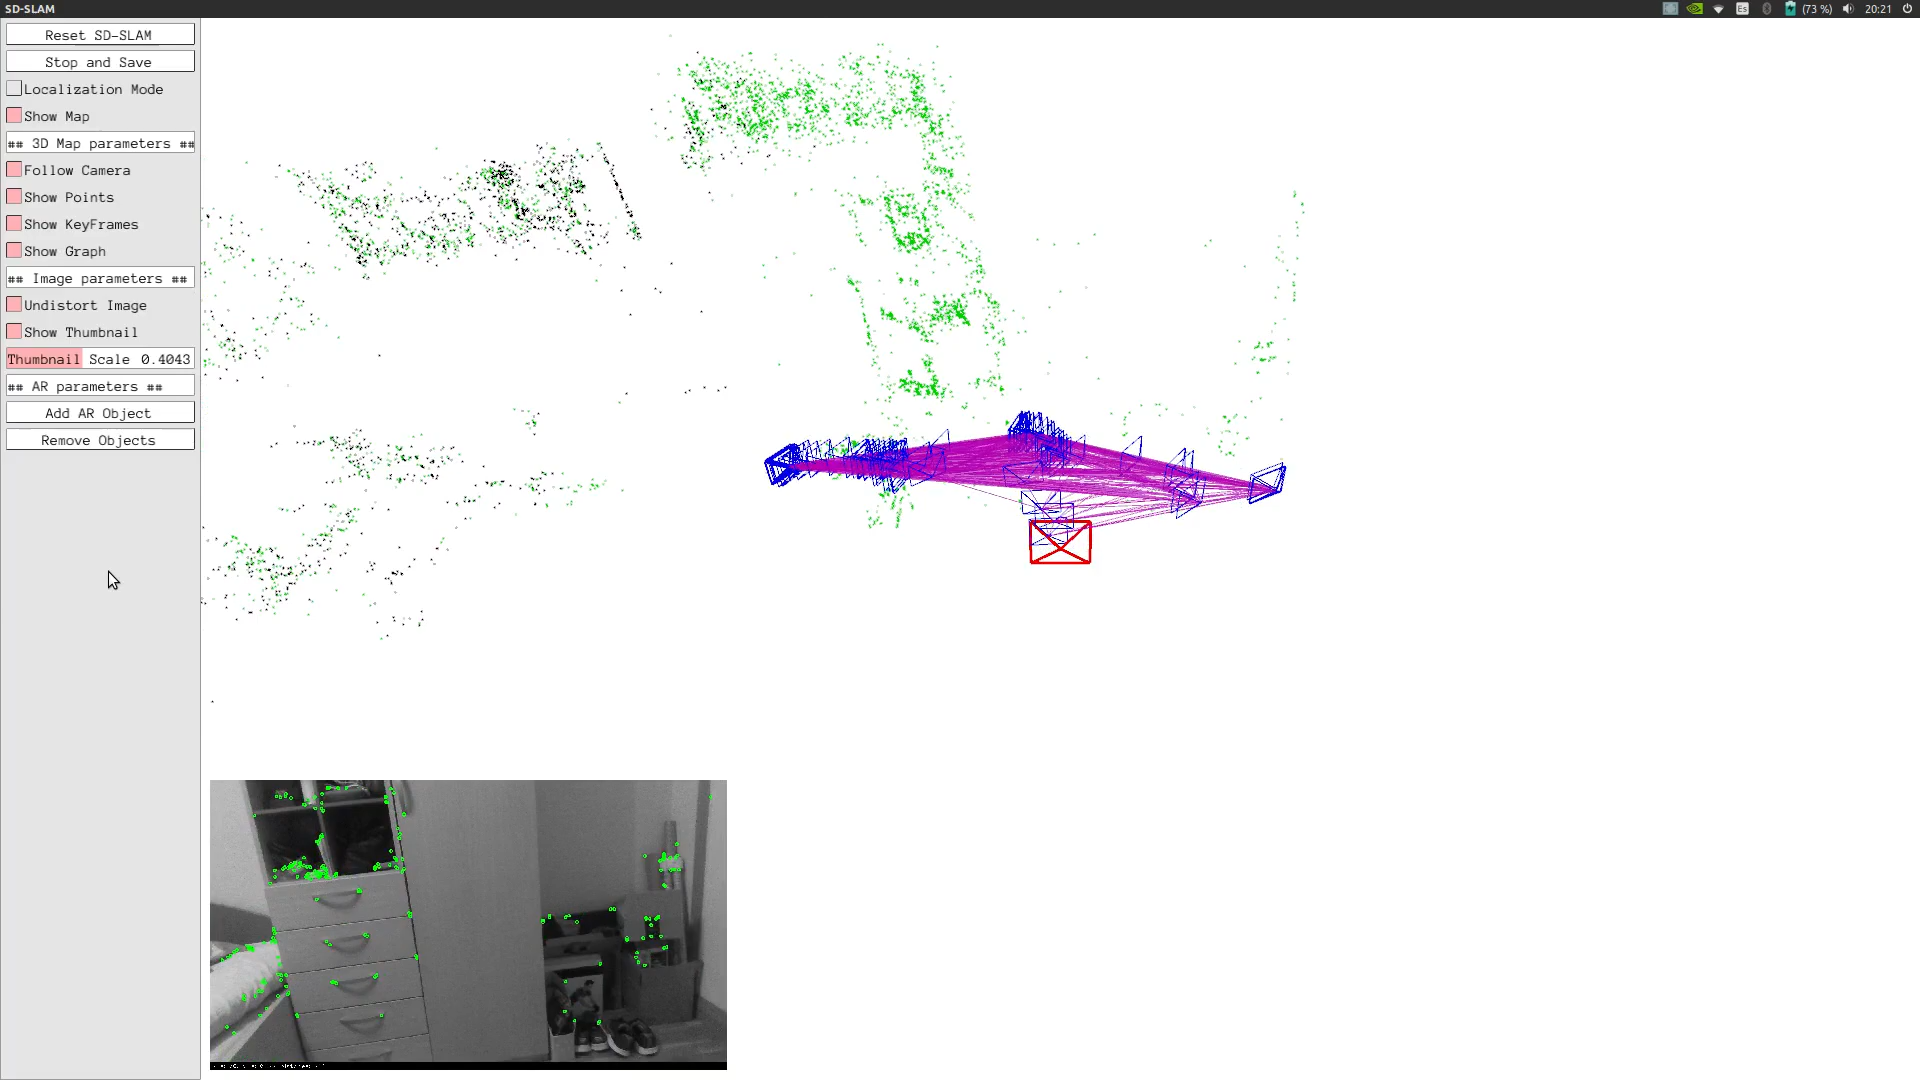 SD-SLAM
Es (73 %) 20:21
Reset SD-SLAM
Stop and Save
Localization Mode
Show Map
## 3D Map parameters ##
Follow Camera
Show Points
Show KeyFrames
Show Graph
## Image parameters ##
Undistort Image
Show Thumbnail
Thumbnail Scale 0.4043
## AR parameters ##
Add AR Object
Remove Objects